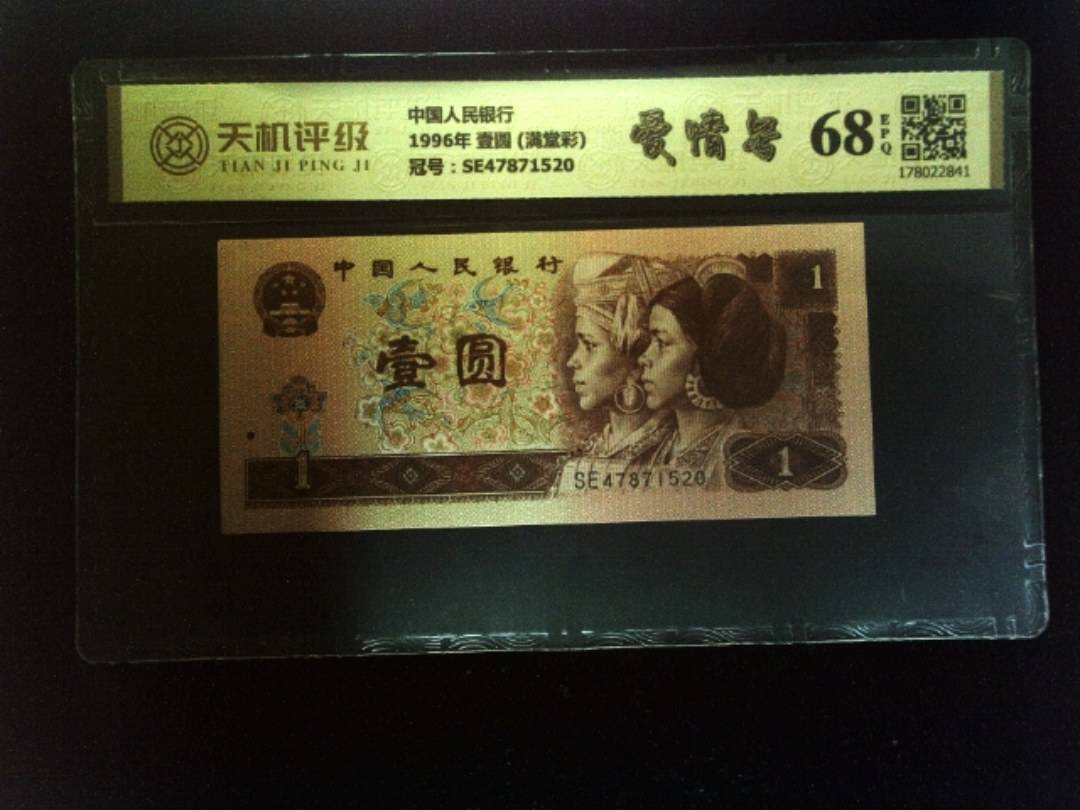 天机评级
TIAN JI PING JI
中国人民银行
1996年 壹圆 (满堂彩)
冠号：SE47871520
爱情号
68
EPQ
178022841
中国人民银行
1
壹圆
1
SE47871520
1